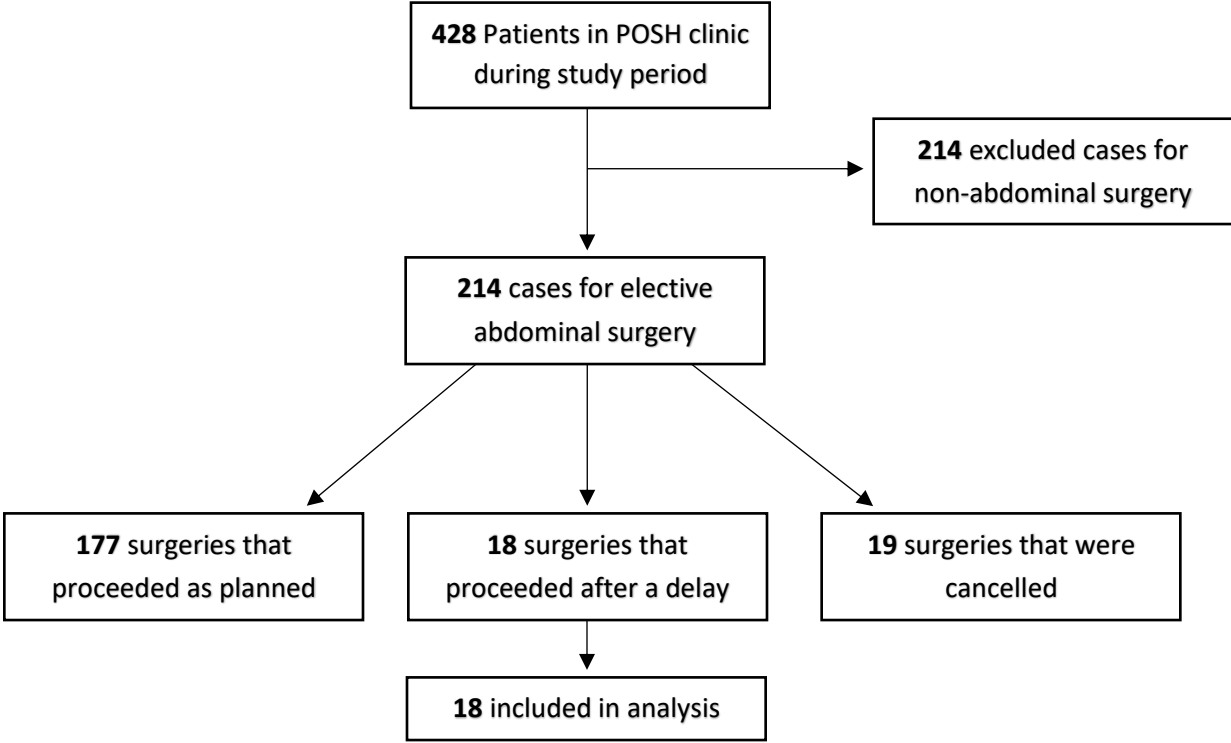 428 Patients in POSH clinic
during study period
214 excluded cases for
non-abdominal surgery
214 cases for elective
abdominal surgery
177 surgeries that
proceeded as planned
18 surgeries that
proceeded after a delay
19 surgeries that were
cancelled
18 included in analysis